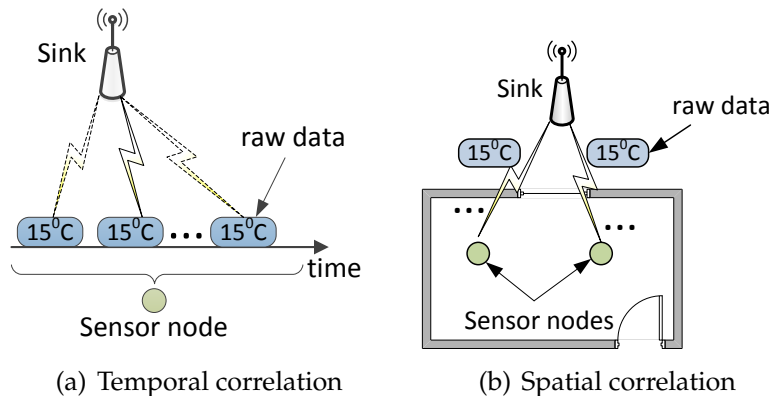 Sink
raw data
15⁰C 15⁰C ... 15⁰C
time
Sensor node
(a) Temporal correlation
Sink
raw data
15⁰C 15⁰C
... ...
Sensor nodes
(b) Spatial correlation